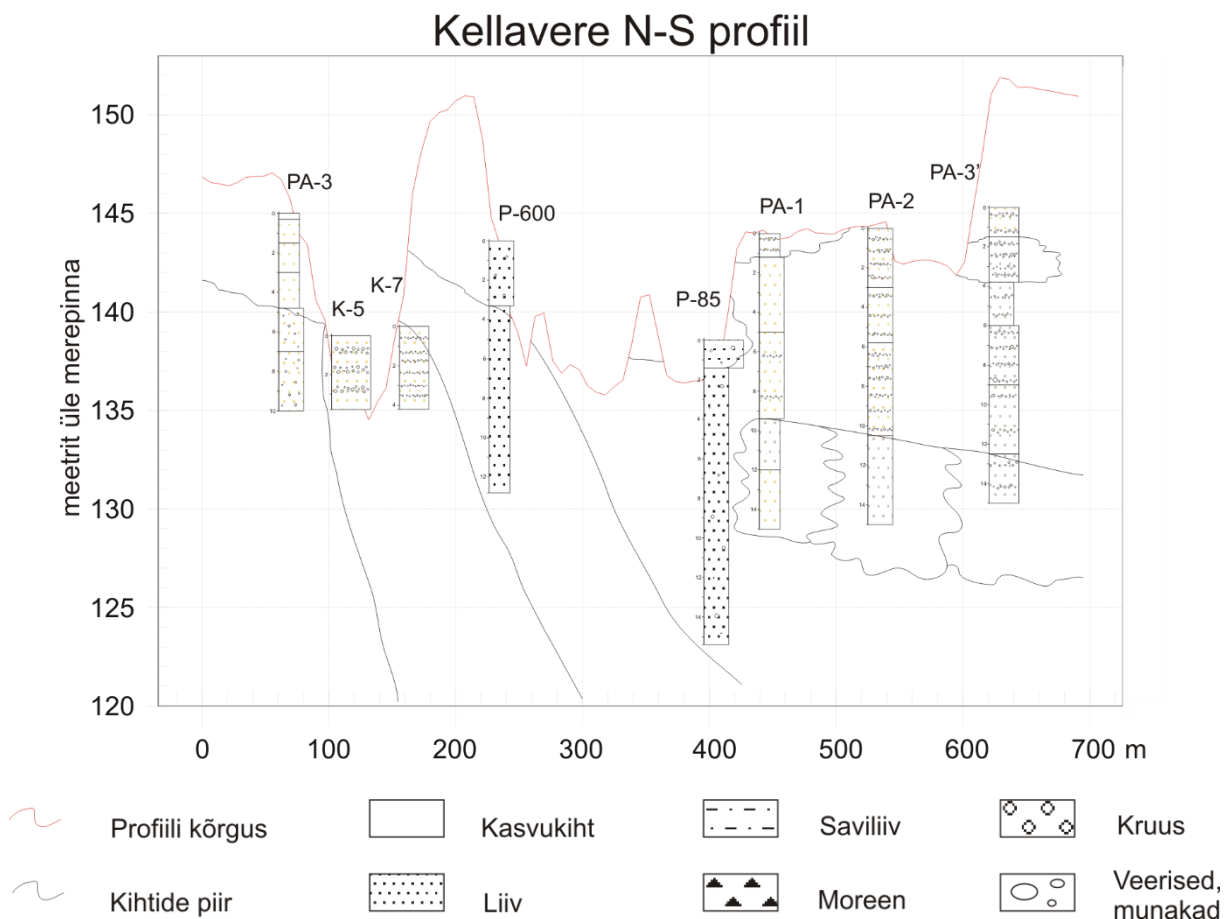 Kellavere N-S profiil
meetrit üle merepinna
150
145
140
135
130
125
120
PA-3
K-5
K-7
P-600
P-85
PA-1
PA-2
PA-3'
0 100 200 300 400 500 600 700 m
Profiili kõrgus
Kasvukiht
Saviliiv
Kruus
Kihtide piir
Liiv
Moreen
Veerised,
munakad